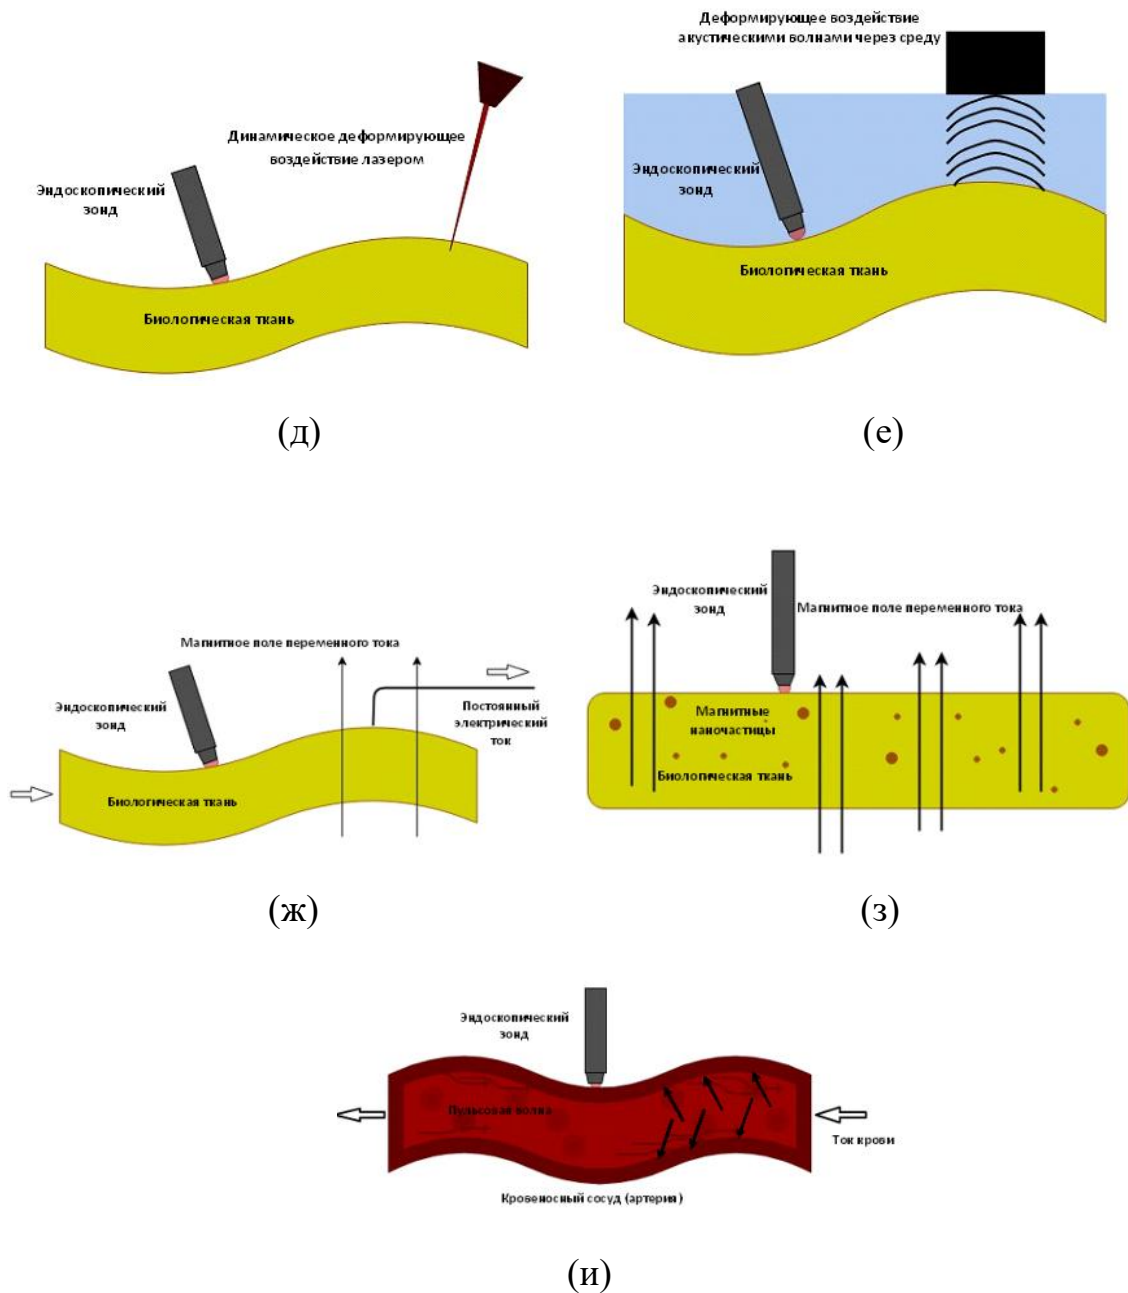 Динамическое деформирующее
воздействие лазером
Эндоскопический
зонд
Биологическая ткань
(д)
Деформирующее воздействие
акустическими волнами через среду
Эндоскопический
зонд
Биологическая ткань
(е)
Магнитное поле переменного тока
Эндоскопический
зонд
Постоянный
электрический
ток
Биологическая ткань
(ж)
Эндоскопический
зонд
Магнитное поле переменного тока
Магнитные
наночастицы
Биологическая ткань
(з)
Эндоскопический
зонд
Пульсовая волна
Ток крови
Кровеносный сосуд (артерия)
(и)